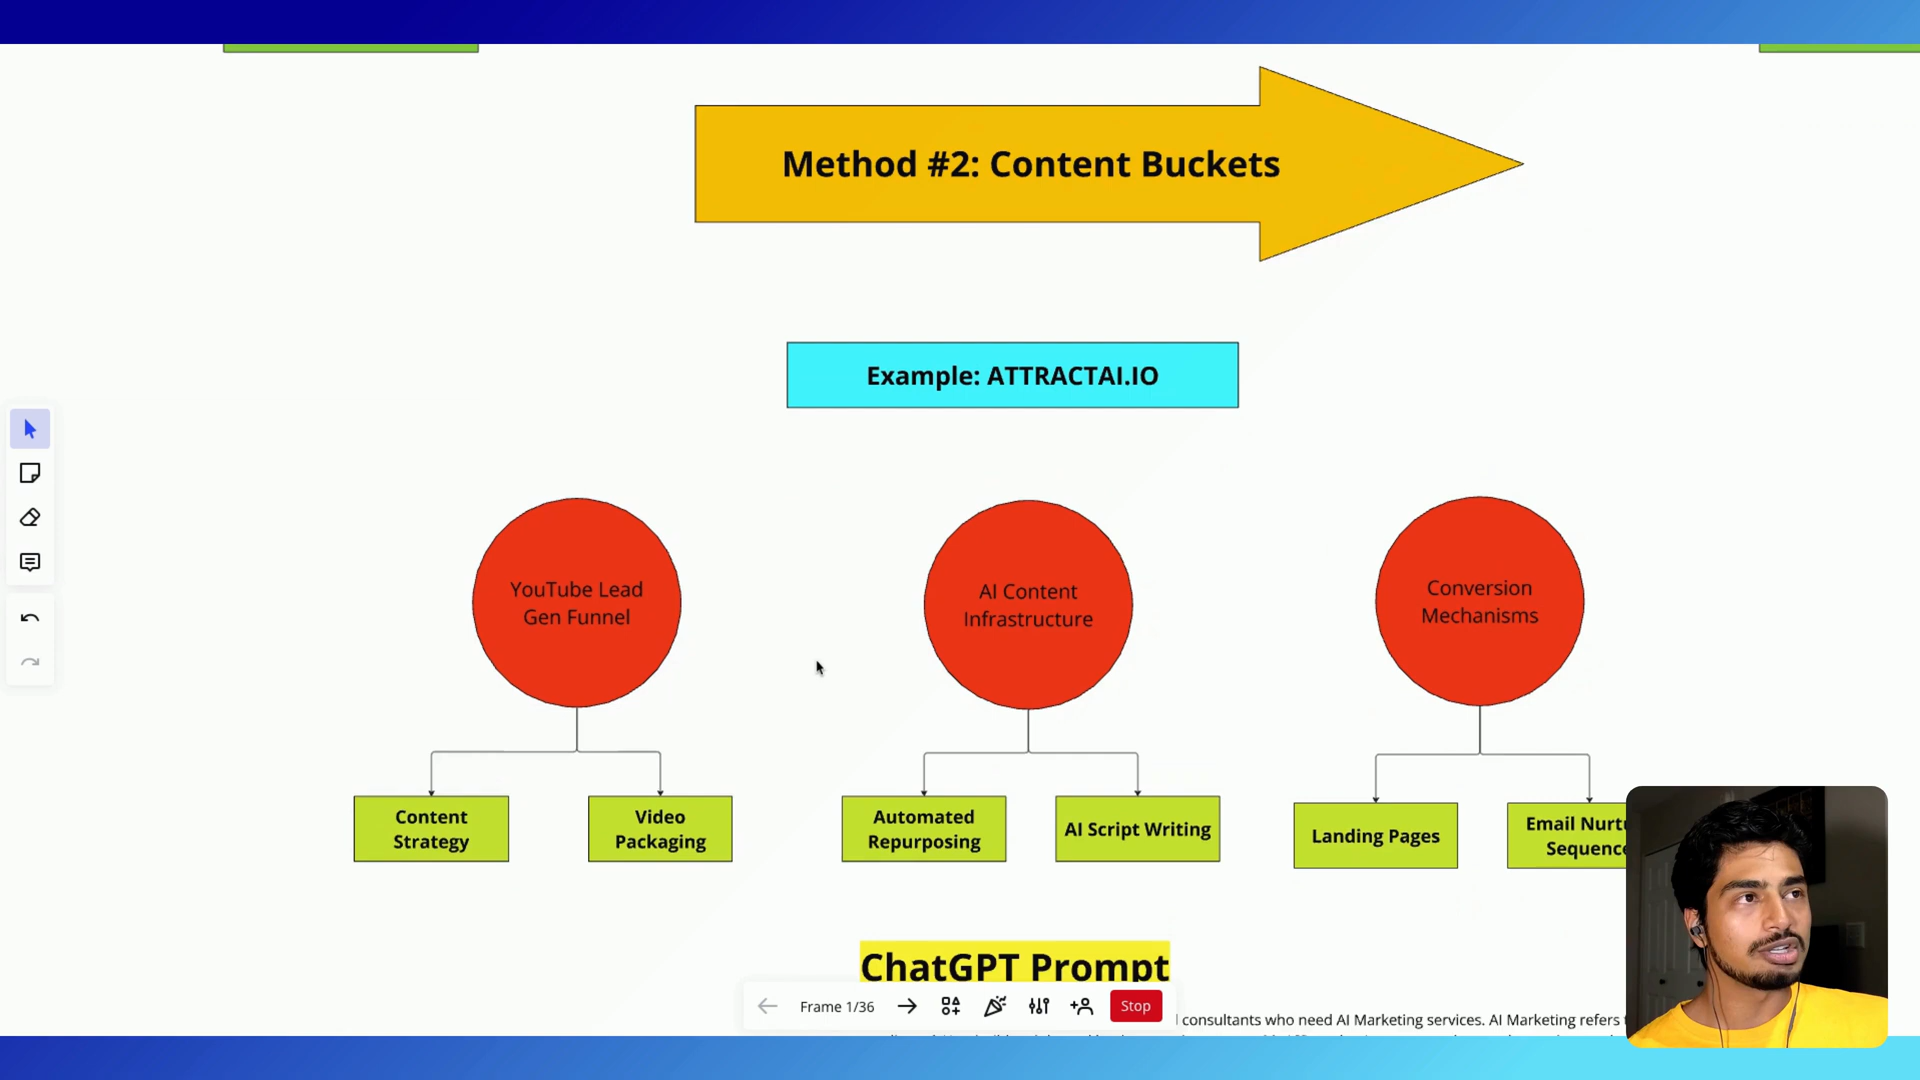 Method #2: Content Buckets
Example: ATTRACTAI.IO
YouTube Lead
Gen Funnel
AI Content
Infrastructure
Conversion
Mechanisms
Content
Strategy
Video
Packaging
Automated
Repurposing
AI Script Writing
Landing Pages
Email
ChatGPT Prompt
Frame 1/36
Stop
consultants who need AI Marketing services. AI Marketing refers